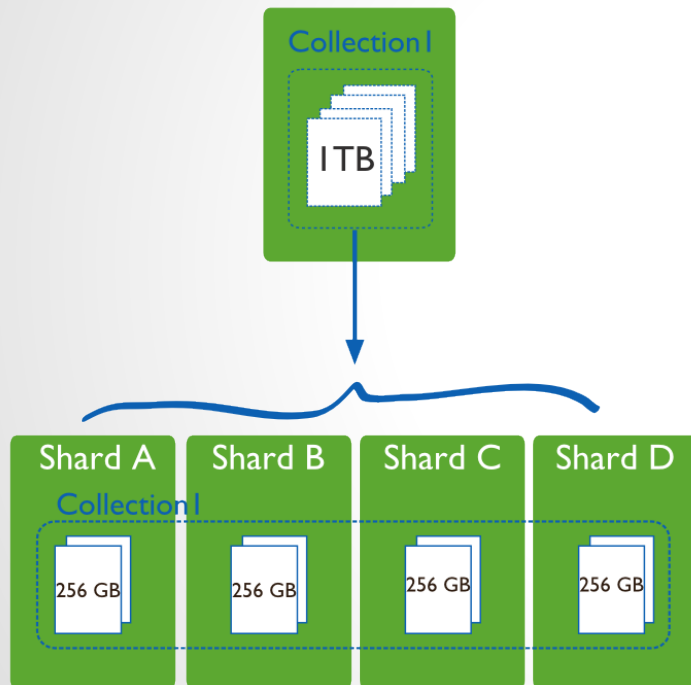 Collection1
1TB
Shard A
Shard B
Shard C
Shard D
Collection1
256 GB
256 GB
256 GB
256 GB